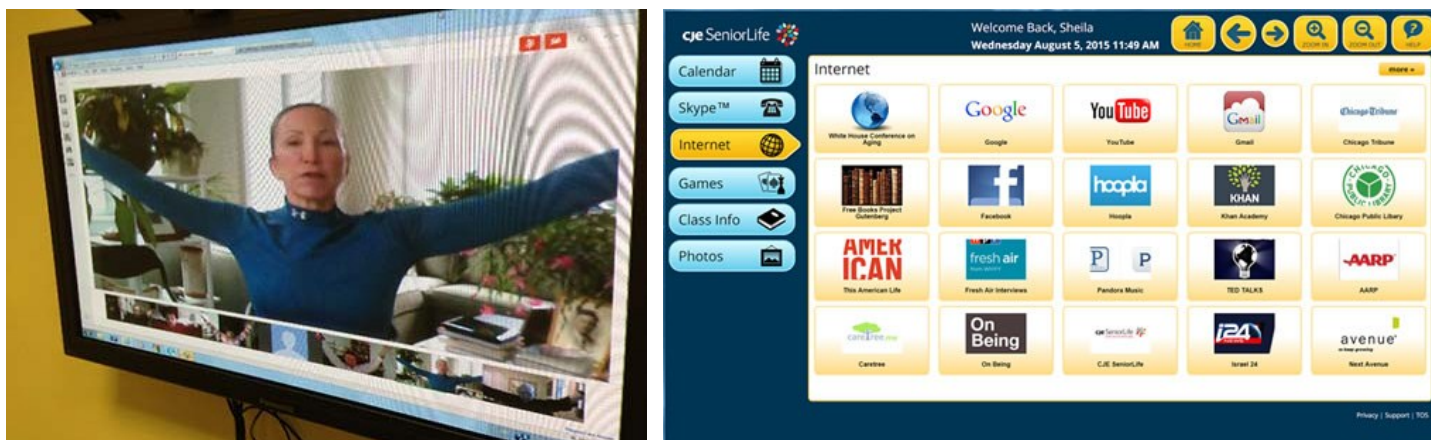 cje SeniorLife
Welcome Back, Sheila
Wednesday August 5, 2015 11:49 AM
HOME
ZOOM IN
ZOOM OUT
HELP
Calendar
Skype™
Internet
Games
Class Info
Photos
Internet
more »
Google
YouTube
Gmail
Chicago Tribune
White House Conference on
Aging
Google
YouTube
Gmail
Chicago Tribune
hoopla
KHAN
CHICAGO
PUBLIC LIBRARY
Free Books Project
Gutenberg
Facebook
Hoopla
Khan Academy
Chicago Public Libary
AMER
ICAN
fresh air
P P
AARP
This American Life
Fresh Air Interviews
Pandora Music
TED TALKS
AARP
caretree.me
On
Being
cje SeniorLife
i24
avenue
Caretree
On Being
CJE SeniorLife
Israel 24
Next Avenue
Privacy | Support | TOS